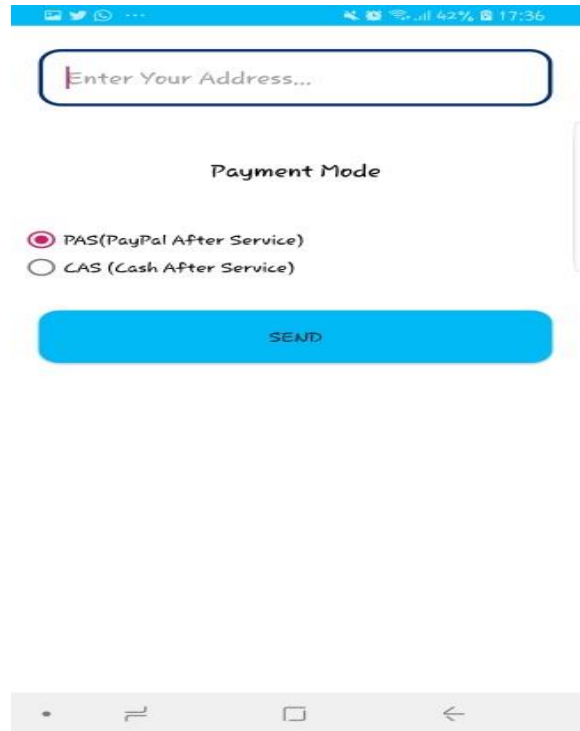 42% 17:36
Enter Your Address...
Payment Mode
PAS(PayPal After Service)
CAS (Cash After Service)
SEND